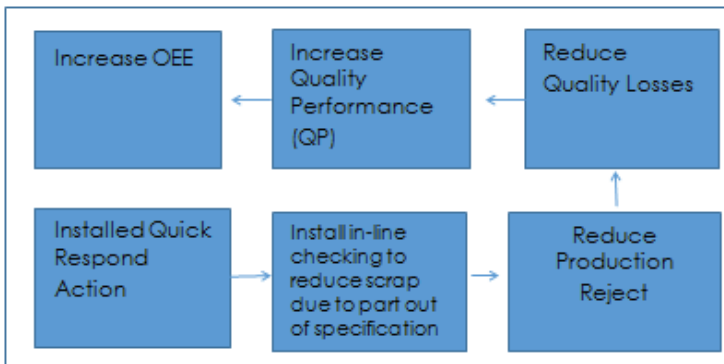 Increase OEE
Increase
Quality
Performance
(QP)
Reduce
Quality Losses
Installed Quick
Respond
Action
Install in-line
checking to
reduce scrap
due to part out
of specification
Reduce
Production
Reject